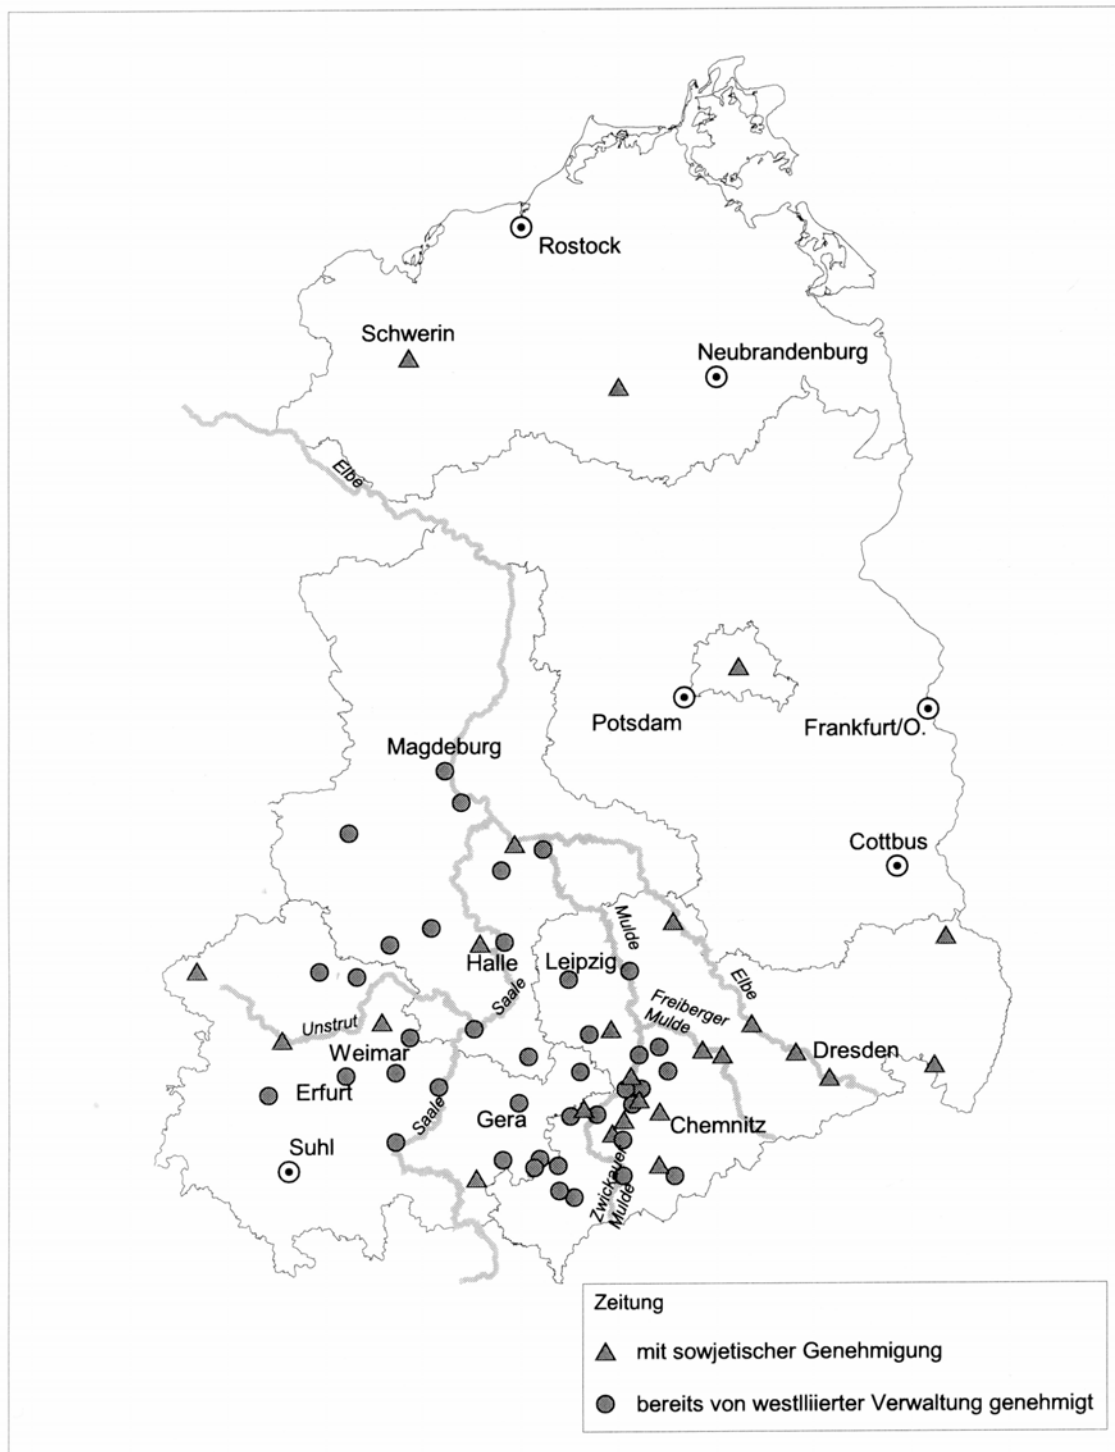 Rostock
Schwerin
Neubrandenburg
Elbe
Potsdam
Frankfurt/O.
Magdeburg
Cottbus
Mulde
Halle
Leipzig
Elbe
Saale
Freiberger
Mulde
Unstrut
Weimar
Dresden
Erfurt
Saale
Gera
Chemnitz
Suhl
Zwickauer
Mulde
Zeitung
mit sowjetischer Genehmigung
bereits von westlliierter Verwaltung genehmigt